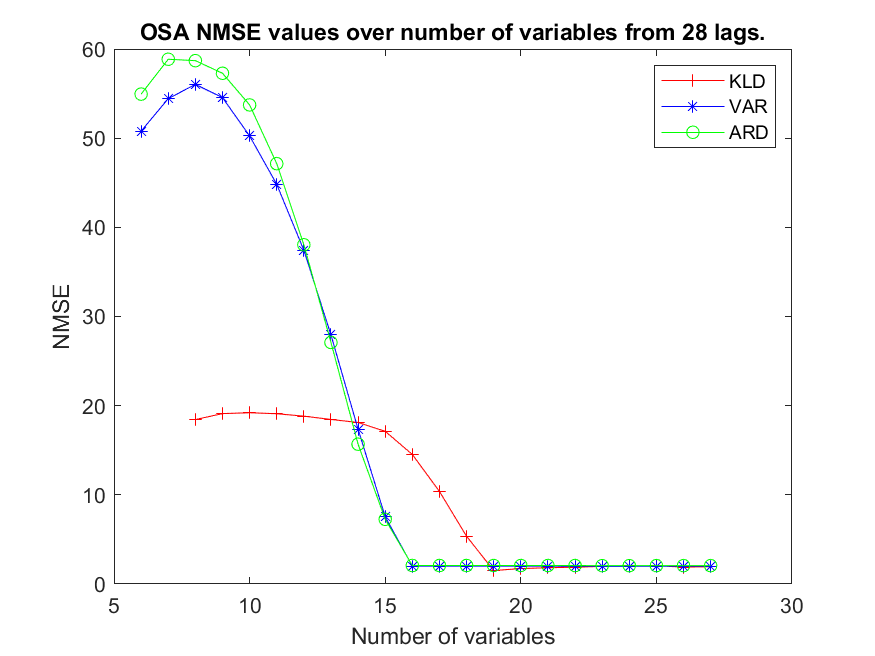 OSA NMSE values over number of variables from 28 lags.
60
50
40
30
20
10
0
NMSE
KLD
VAR
ARD
5
10
15
20
25
30
Number of variables